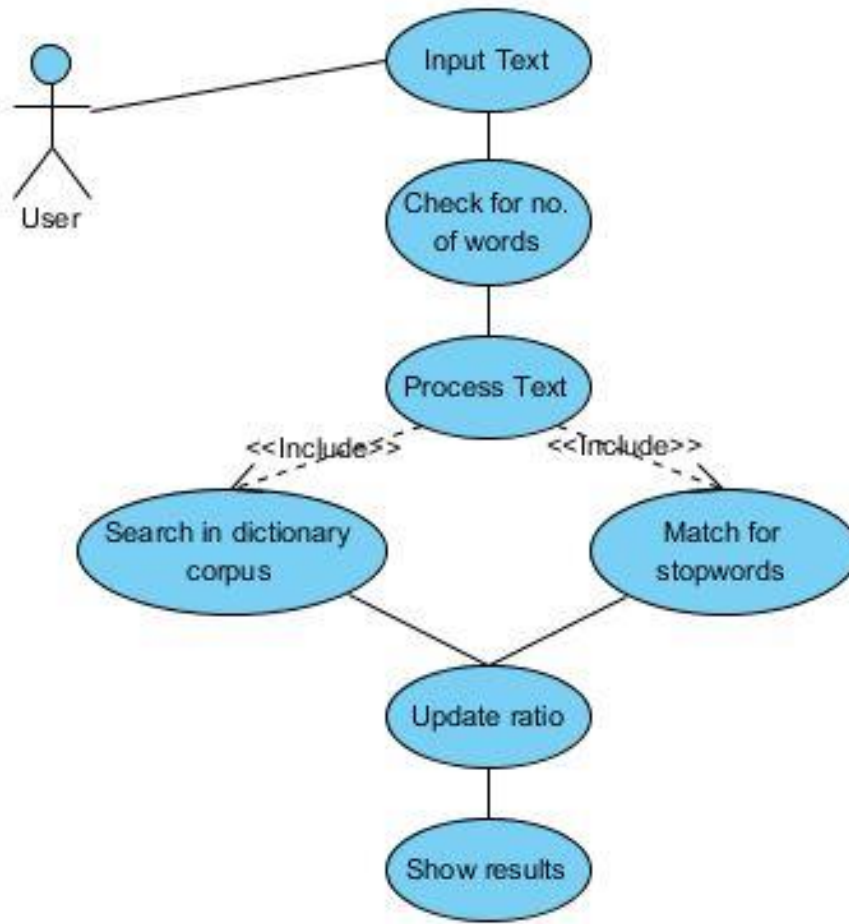 Input Text
User
Check for no.
of words
Process Text
<<Include>>
<<Include>>
Search in dictionary
corpus
Match for
stopwords
Update ratio
Show results